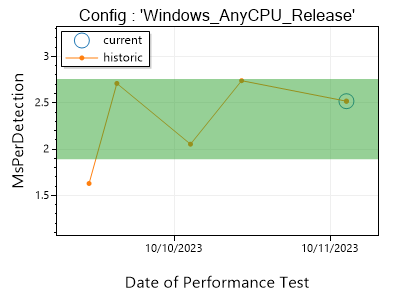 Config : 'Windows_AnyCPU_Release'
current
historic
3
2.5
2
1.5
MsPerDetection
10/10/2023
10/11/2023
Date of Performance Test